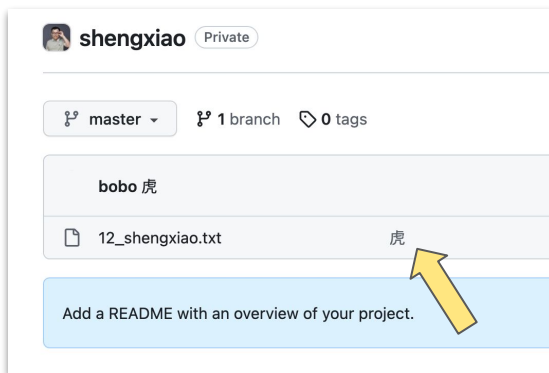 shengxiao Private
master 1 branch 0 tags
bobo 虎
12_shengxiao.txt 虎
Add a README with an overview of your project.